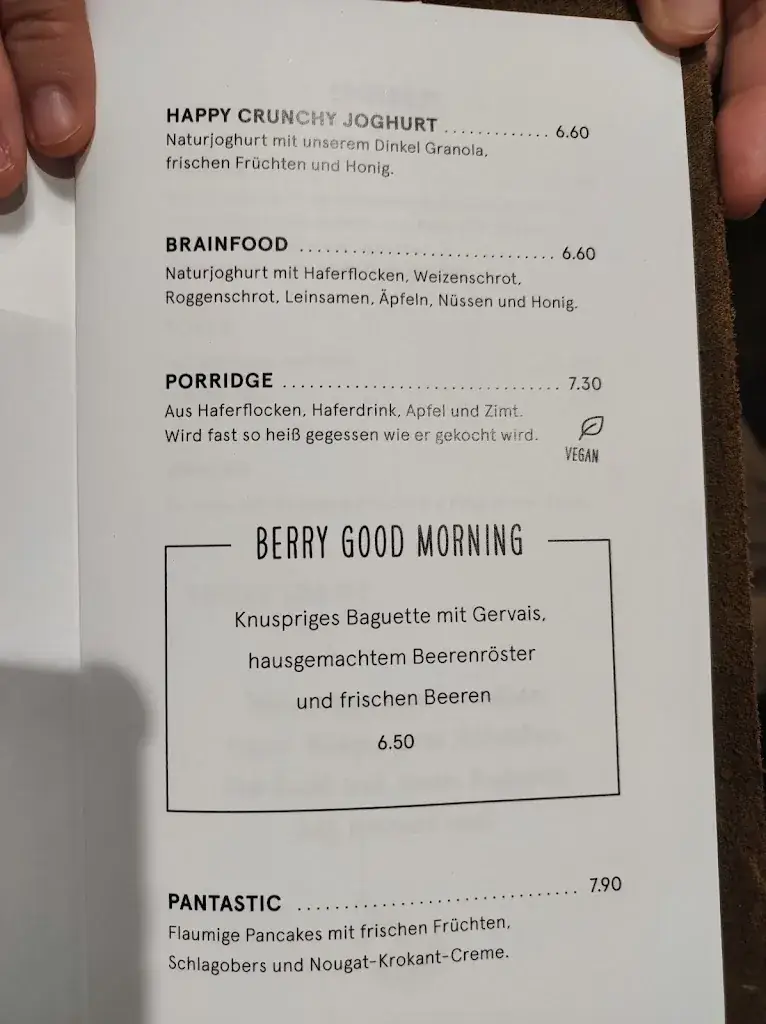 HAPPY CRUNCHY JOGHURT ............. 6.60
Naturjoghurt mit unserem Dinkel Granola,
frischen Früchten und Honig.
BRAINFOOD ............................. 6.60
Naturjoghurt mit Haferflocken, Weizenschrot,
Roggenschrot, Leinsamen, Äpfeln, Nüssen und Honig.
PORRIDGE ............................... 7.30
Aus Haferflocken, Haferdrink, Apfel und Zimt.
Wird fast so heiß gegessen wie er gekocht wird.
VEGAN
BERRY GOOD MORNING
Knuspriges Baguette mit Gervais,
hausgemachtem Beerenröster
und frischen Beeren
6.50
PANTASTIC ............................... 7.90
Flaumige Pancakes mit frischen Früchten,
Schlagobers und Nougat-Krokant-Creme.